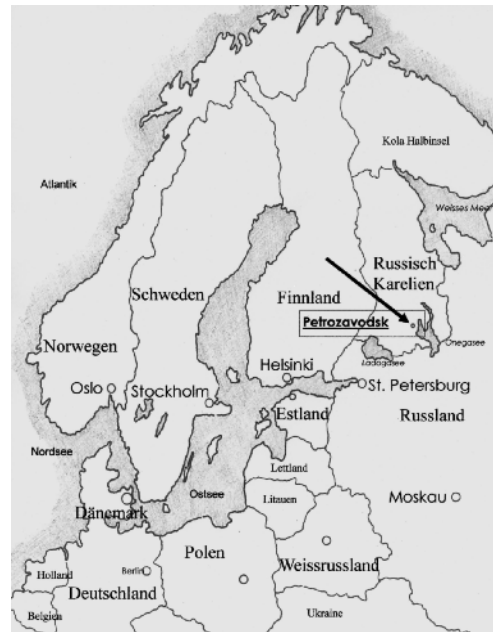 Kola Halbinsel
Atlantik
Weisses Meer
Russisch
Karelien
Schweden
Finnland
Petrozavodsk
Onegasee
Norwegen
Ladogasee
Helsinki
Oslo
Stockholm
St. Petersburg
Estland
Russland
Nordsee
Lettland
Ostsee
Litauen
Moskau
Dänemark
Polen
Weissrussland
Holland
Berlin
Deutschland
Belgien
Ukraine